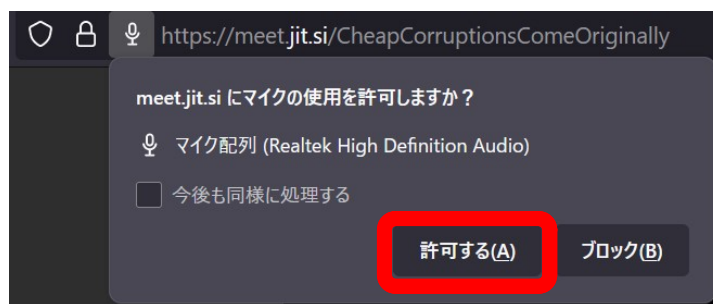 https://meet.jit.si/CheapCorruptionsComeOriginally
meet.jit.si にマイクの使用を許可しますか？
マイク配列 (Realtek High Definition Audio)
今後も同様に処理する
許可する(A) ブロック(B)